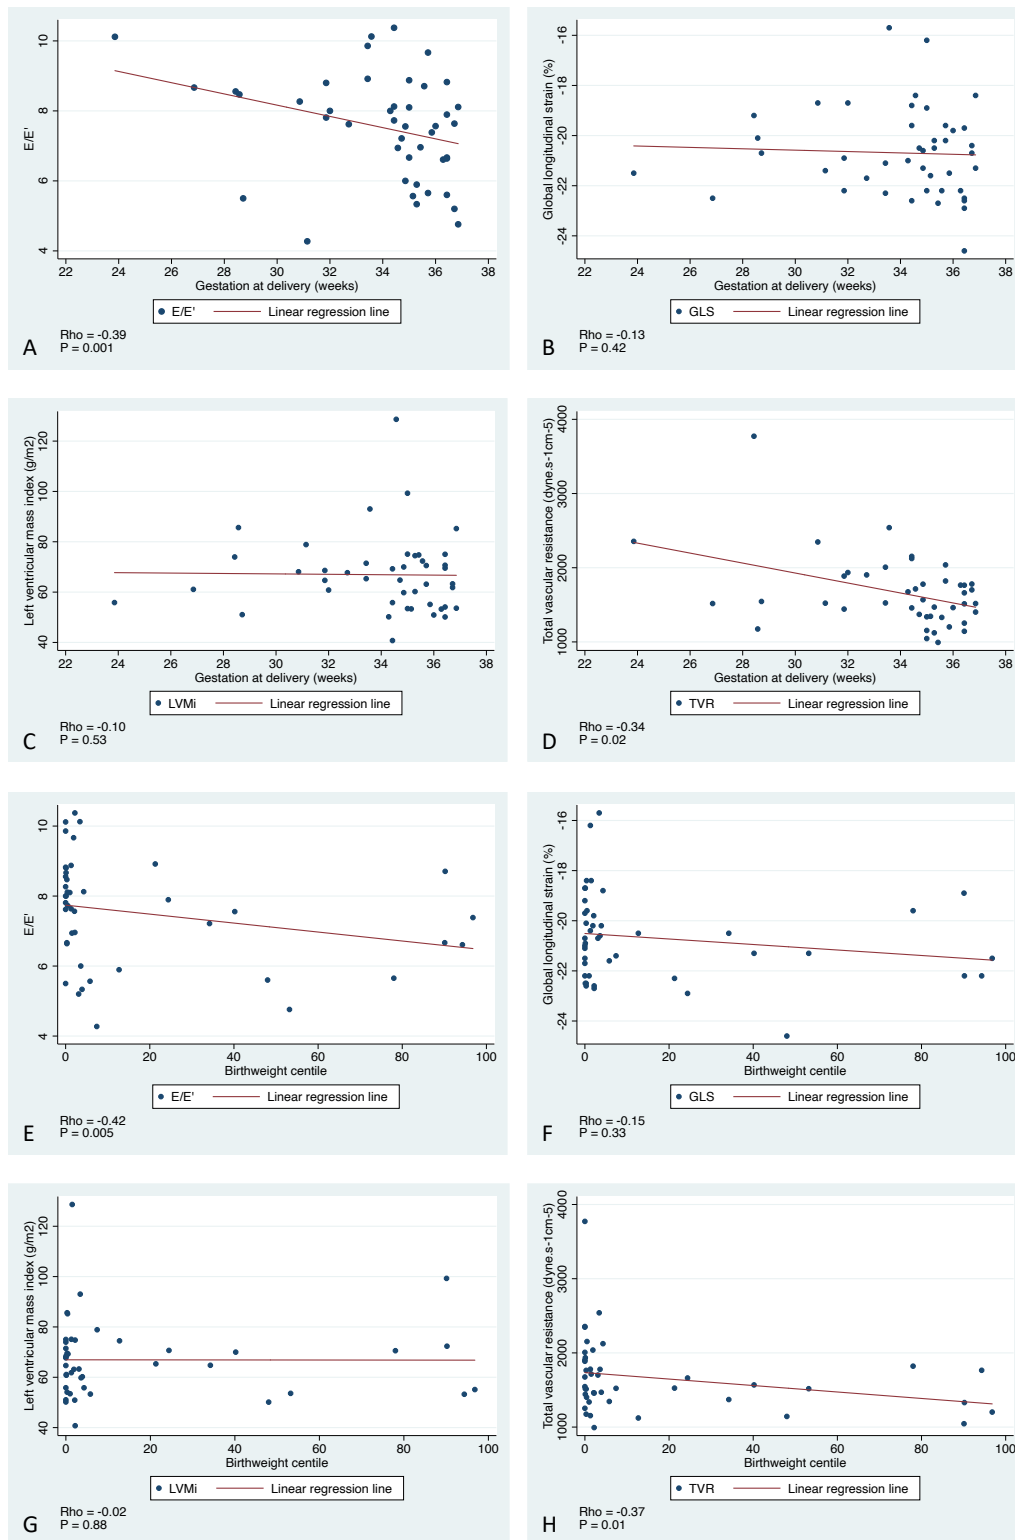 E/E'
10
8
6
4
22 24 26 28 30 32 34 36 38
Gestation at delivery (weeks)
E/E' Linear regression line
Rho = -0.39
P = 0.001
A
Global longitudinal strain (%)
-16
-18
-20
-22
-24
22 24 26 28 30 32 34 36 38
Gestation at delivery (weeks)
GLS Linear regression line
Rho = -0.13
P = 0.42
B
Left ventricular mass index (g/m2)
120
100
80
60
40
22 24 26 28 30 32 34 36 38
Gestation at delivery (weeks)
LVMi Linear regression line
Rho = -0.10
P = 0.53
C
Total vascular resistance (dyne.s-1cm-5)
4000
3000
2000
1000
22 24 26 28 30 32 34 36 38
Gestation at delivery (weeks)
TVR Linear regression line
Rho = -0.34
P = 0.02
D
E/E'
10
8
6
4
0 20 40 60 80 100
Birthweight centile
E/E' Linear regression line
Rho = -0.42
P = 0.005
E
Global longitudinal strain (%)
-16
-18
-20
-22
-24
0 20 40 60 80 100
Birthweight centile
GLS Linear regression line
Rho = -0.15
P = 0.33
F
Left ventricular mass index (g/m2)
120
100
80
60
40
0 20 40 60 80 100
Birthweight centile
LVMi Linear regression line
Rho = -0.02
P = 0.88
G
Total vascular resistance (dyne.s-1cm-5)
4000
3000
2000
1000
0 20 40 60 80 100
Birthweight centile
TVR Linear regression line
Rho = -0.37
P = 0.01
H